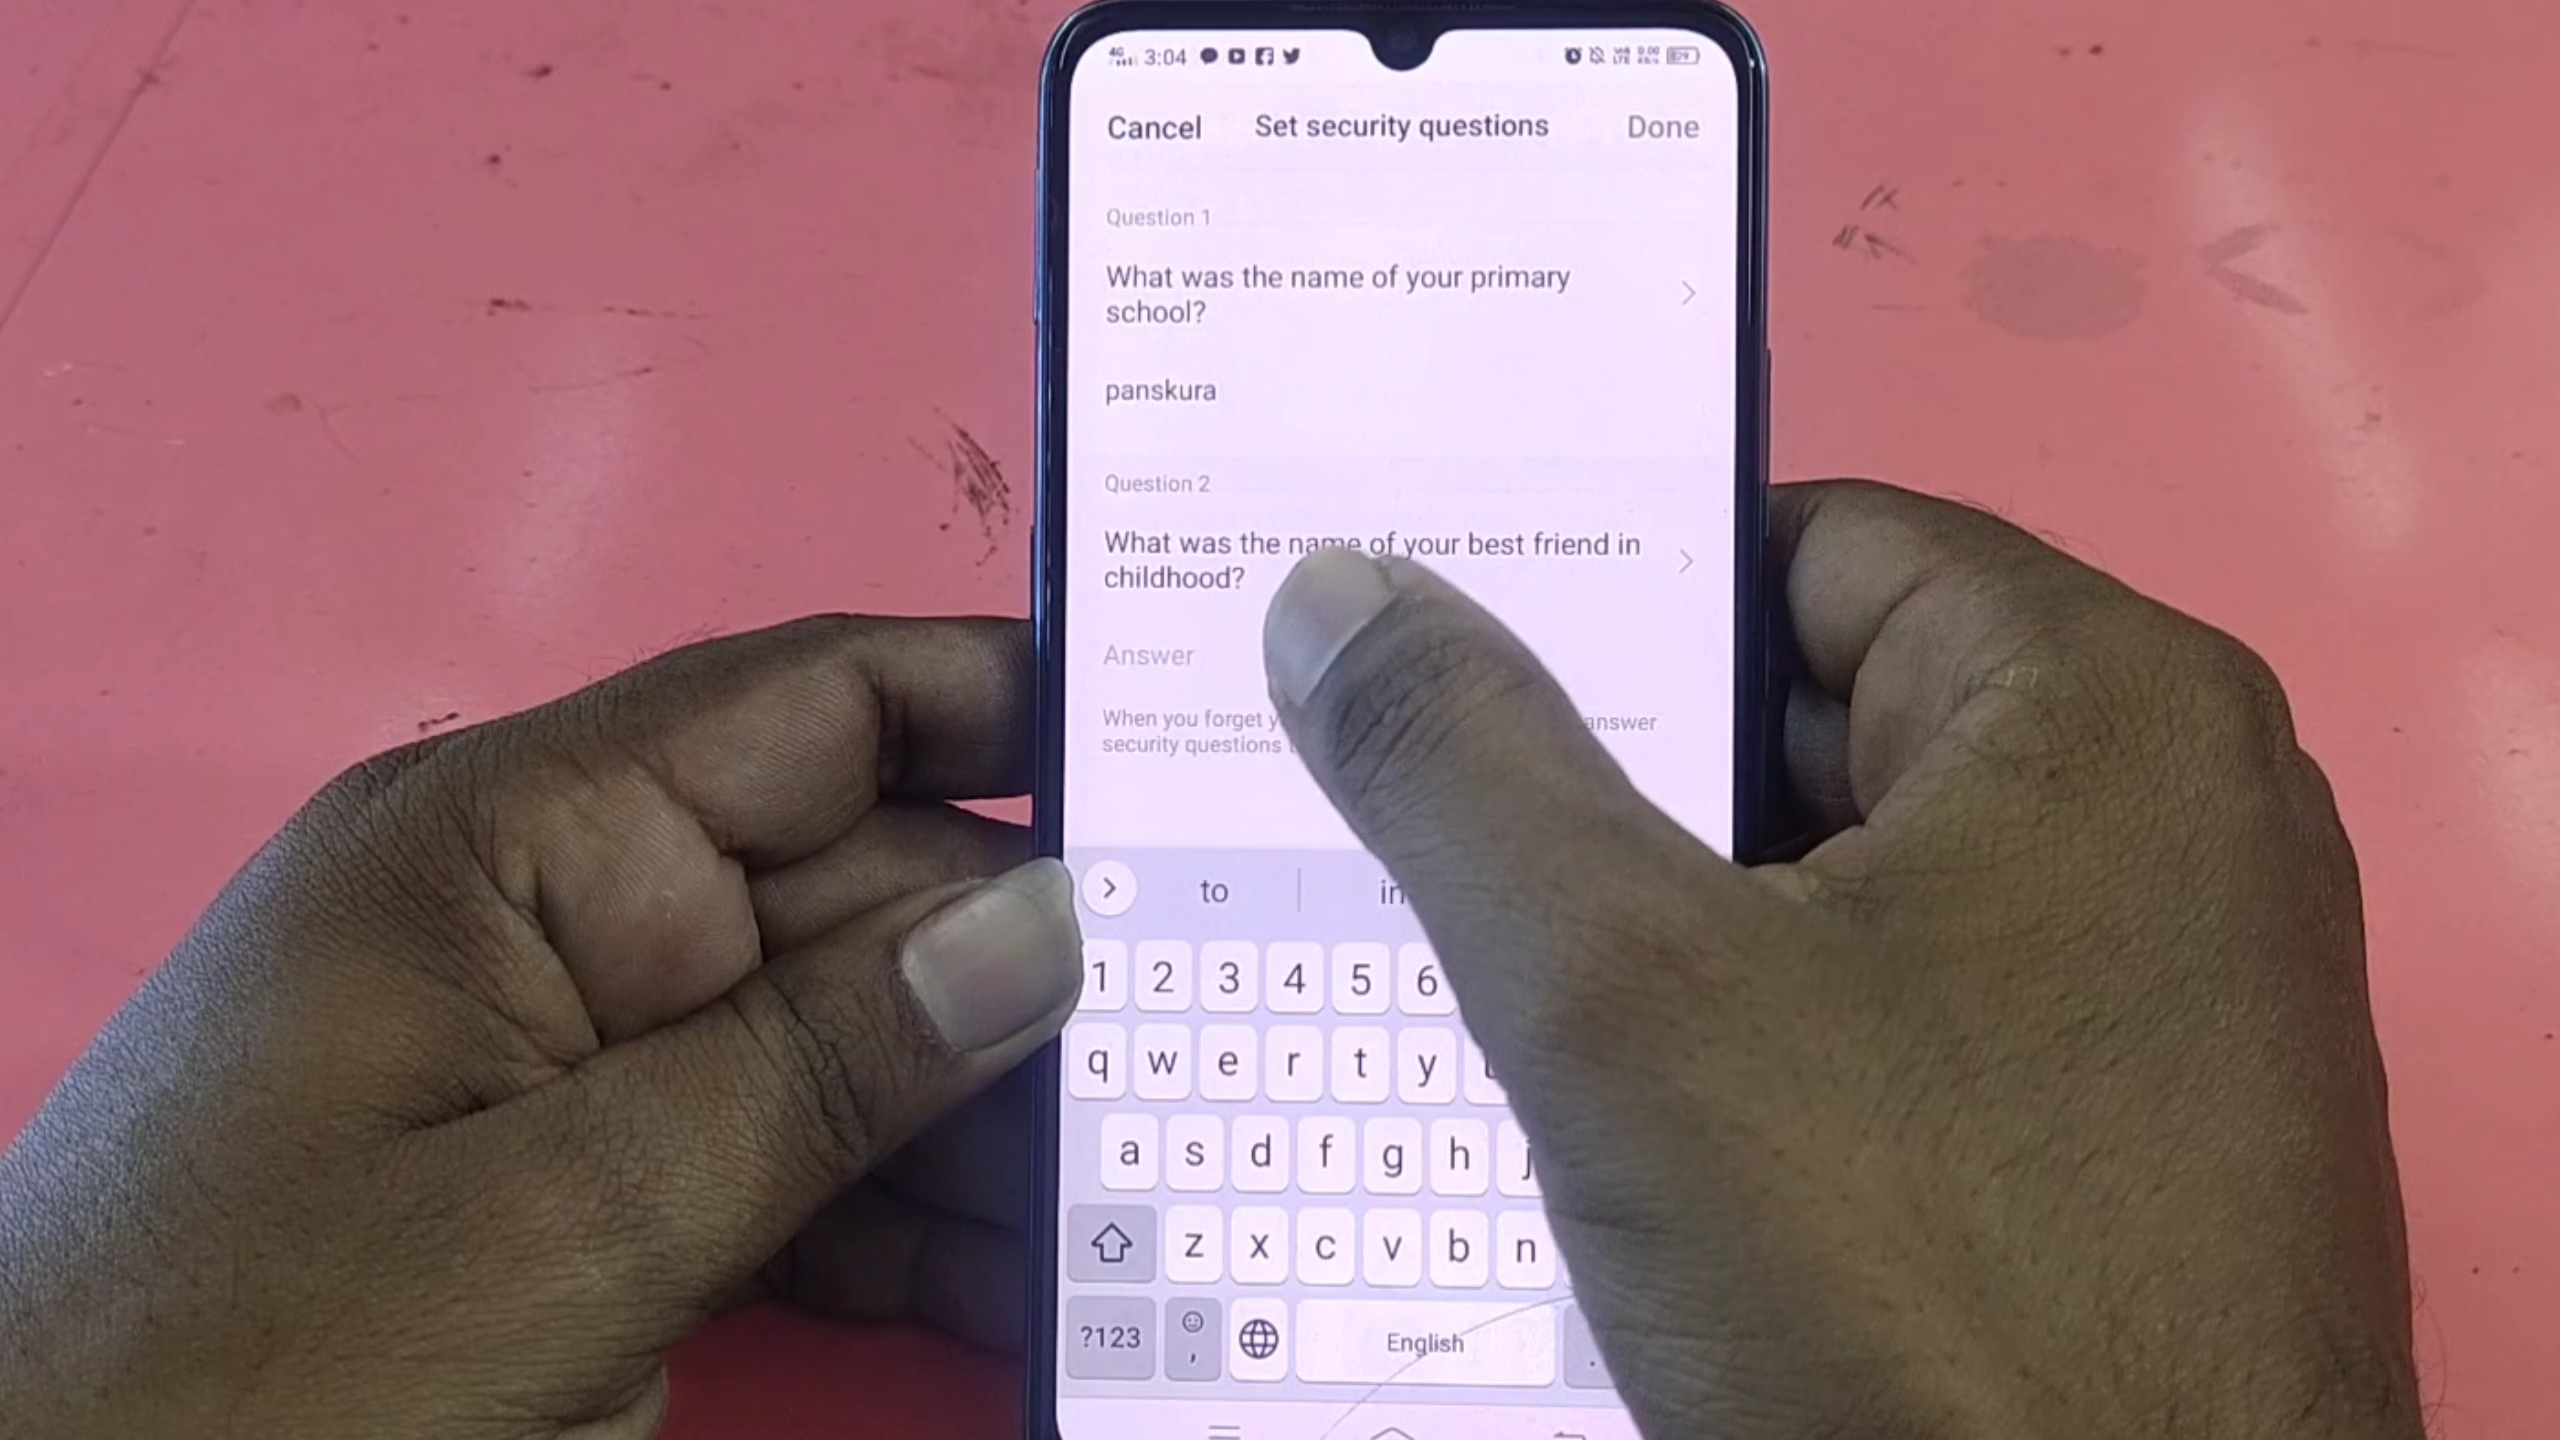 4G 3:04
Cancel Set security questions Done
Question 1
What was the name of your primary
school?
panskura
Question 2
What was the name of your best friend in
childhood?
Answer
When you forget answer
security questions
to in
1 2 3 4 5 6
q w e r t y
a s d f g h j
z x c v b n
?123 , English .